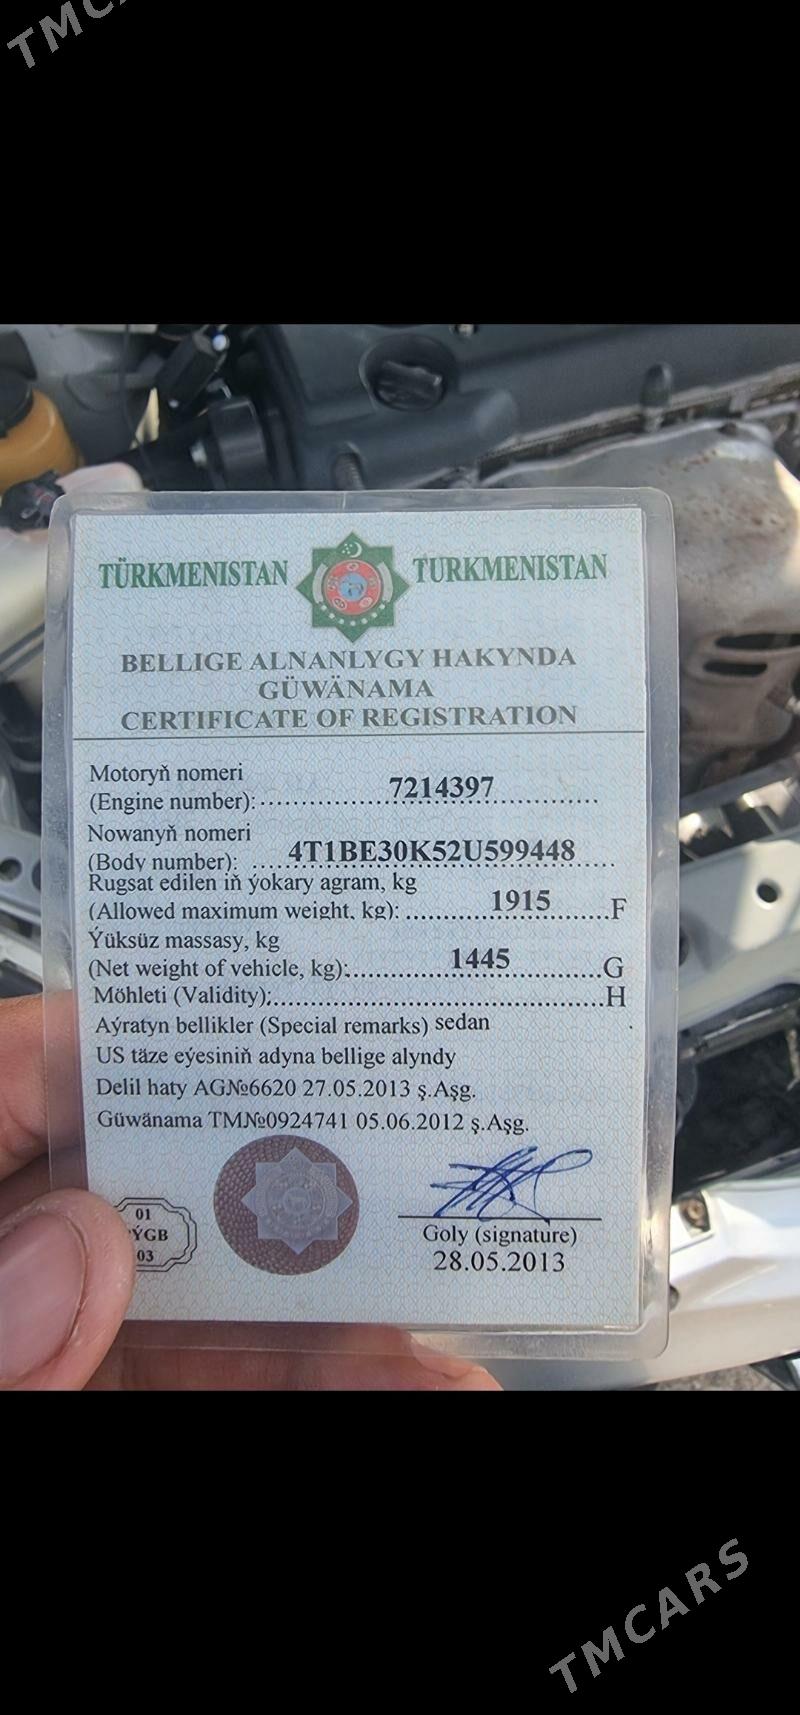 TMCARS
TÜRKMENISTAN TURKMENISTAN
BELLIGE ALNANLYGY HAKYNDA
GÜWÄNAMA
CERTIFICATE OF REGISTRATION
Motoryň nomeri
(Engine number): 7214397
Nowanyň nomeri
(Body number): 4T1BE30K52U599448
Rugsat edilen iň ýokary agram, kg
(Allowed maximum weight, kg): 1915 F
Ýüksüz massasy, kg
(Net weight of vehicle, kg): 1445 G
Möhleti (Validity): H
Aýratyn bellikler (Special remarks) sedan
US täze eýesiniň adyna bellige alyndy
Delil haty AG№6620 27.05.2013 ş.Aşg.
Güwänama TM№0924741 05.06.2012 ş.Aşg.
01
ÝGB
03
Goly (signature)
28.05.2013
TMCARS